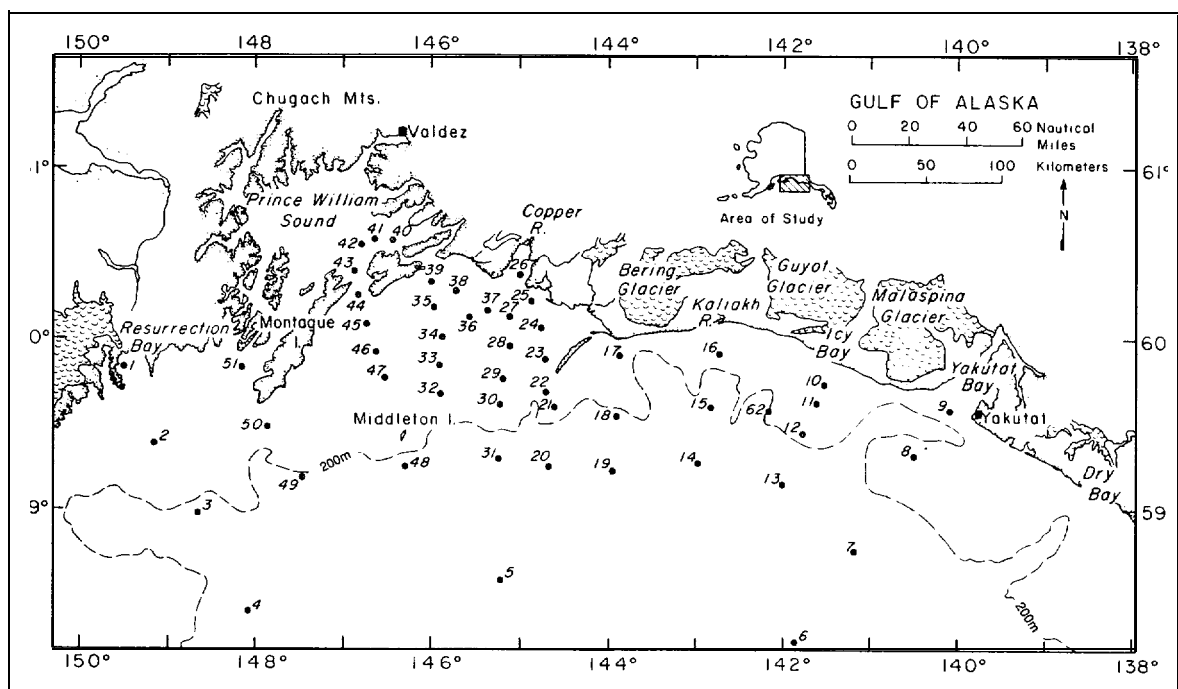 150° 148° 146° 144° 142° 140° 138°
GULF OF ALASKA
0 20 40 60 Nautical
Miles
0 50 100 Kilometers
N
Area of Study
Chugach Mts.
Valdez
:1°
61°
Prince William
Sound
41
42
40
43
44
39
38
Copper
R.
26
25
37
27
36
35
24
45
34
28
46
33
23
47
32
29
22
30
21
Bering
Glacier
Guyot
Glacier
Kaliakh
R.
Malaspina
Glacier
Icy
Bay
Yakutat
Bay
Yakutat
Dry
Bay
0°
60
Resurrection
Bay
Montague
I.
51
1
17
16
10
11
9
15
62
12
18
Middleton I.
50
2
200m
48
31
20
19
14
8
13
49
3
9°
59
7
5
4
6
200m
150° 148° 146° 144° 142° 140° 138°